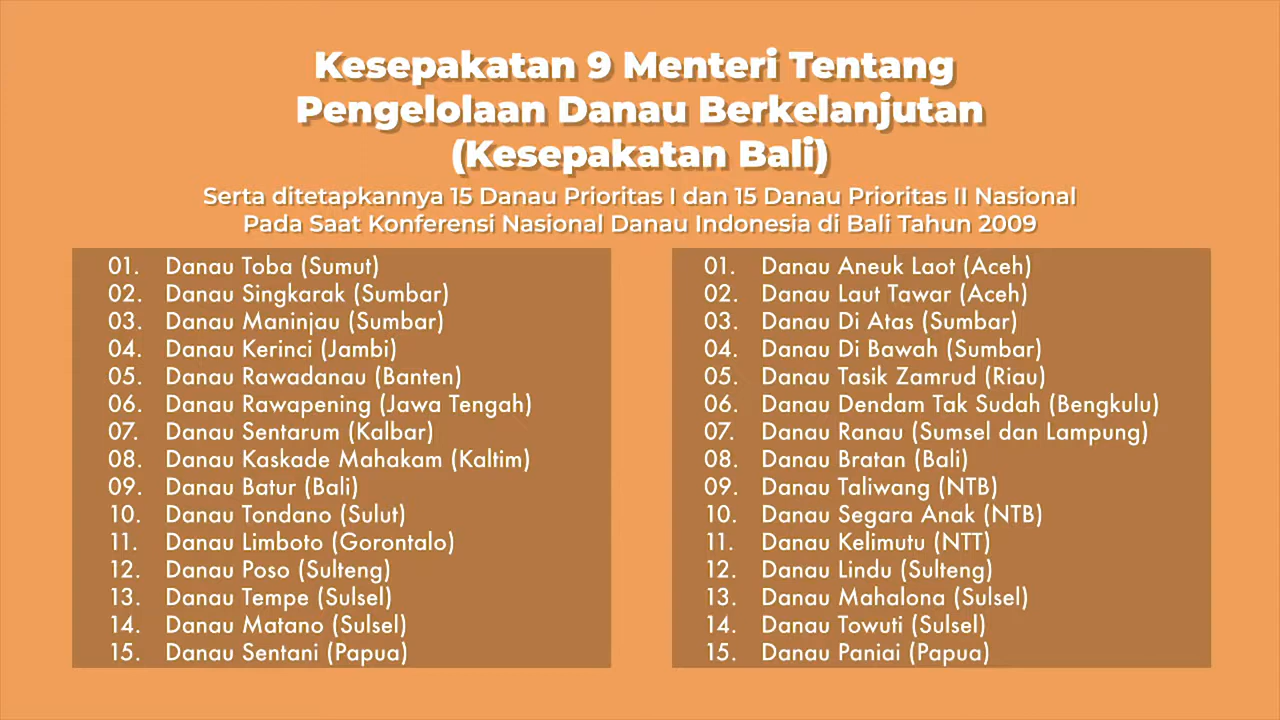 Kesepakatan 9 Menteri Tentang
Pengelolaan Danau Berkelanjutan
(Kesepakatan Bali)
Serta ditetapkannya 15 Danau Prioritas I dan 15 Danau Prioritas II Nasional
Pada Saat Konferensi Nasional Danau Indonesia di Bali Tahun 2009
01. Danau Toba (Sumut)
02. Danau Singkarak (Sumbar)
03. Danau Maninjau (Sumbar)
04. Danau Kerinci (Jambi)
05. Danau Rawadanau (Banten)
06. Danau Rawapening (Jawa Tengah)
07. Danau Sentarum (Kalbar)
08. Danau Kaskade Mahakam (Kaltim)
09. Danau Batur (Bali)
10. Danau Tondano (Sulut)
11. Danau Limboto (Gorontalo)
12. Danau Poso (Sulteng)
13. Danau Tempe (Sulsel)
14. Danau Matano (Sulsel)
15. Danau Sentani (Papua)
01. Danau Aneuk Laot (Aceh)
02. Danau Laut Tawar (Aceh)
03. Danau Di Atas (Sumbar)
04. Danau Di Bawah (Sumbar)
05. Danau Tasik Zamrud (Riau)
06. Danau Dendam Tak Sudah (Bengkulu)
07. Danau Ranau (Sumsel dan Lampung)
08. Danau Bratan (Bali)
09. Danau Taliwang (NTB)
10. Danau Segara Anak (NTB)
11. Danau Kelimutu (NTT)
12. Danau Lindu (Sulteng)
13. Danau Mahalona (Sulsel)
14. Danau Towuti (Sulsel)
15. Danau Paniai (Papua)